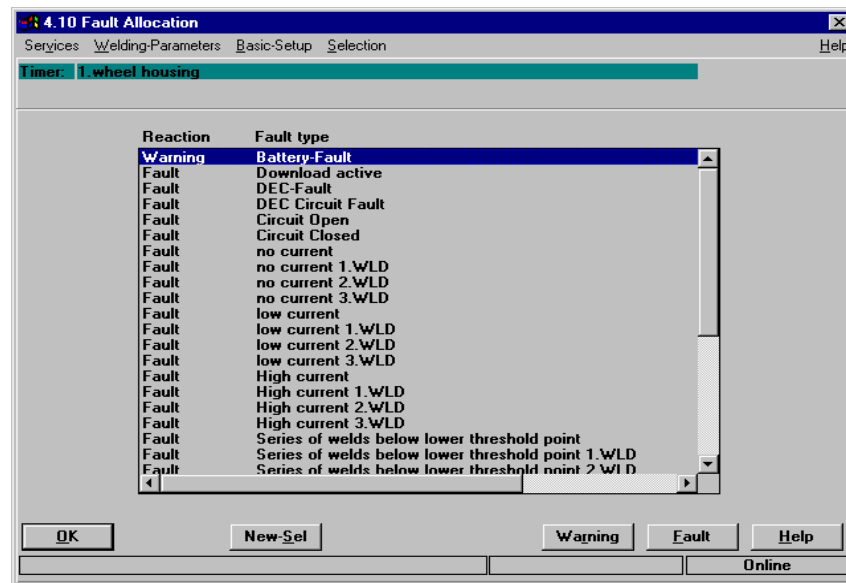 4.10 Fault Allocation
Services Welding-Parameters Basic-Setup Selection Help
Timer: 1.wheel housing
Reaction Fault type
Warning Battery-Fault
Fault Download active
Fault DEC-Fault
Fault DEC Circuit Fault
Fault Circuit Open
Fault Circuit Closed
Fault no current
Fault no current 1.WLD
Fault no current 2.WLD
Fault no current 3.WLD
Fault low current
Fault low current 1.WLD
Fault low current 2.WLD
Fault low current 3.WLD
Fault High current
Fault High current 1.WLD
Fault High current 2.WLD
Fault High current 3.WLD
Fault Series of welds below lower threshold point
Fault Series of welds below lower threshold point 1.WLD
Fault Series of welds below lower threshold point 2.WLD
OK New-Sel Warning Fault Help
Online